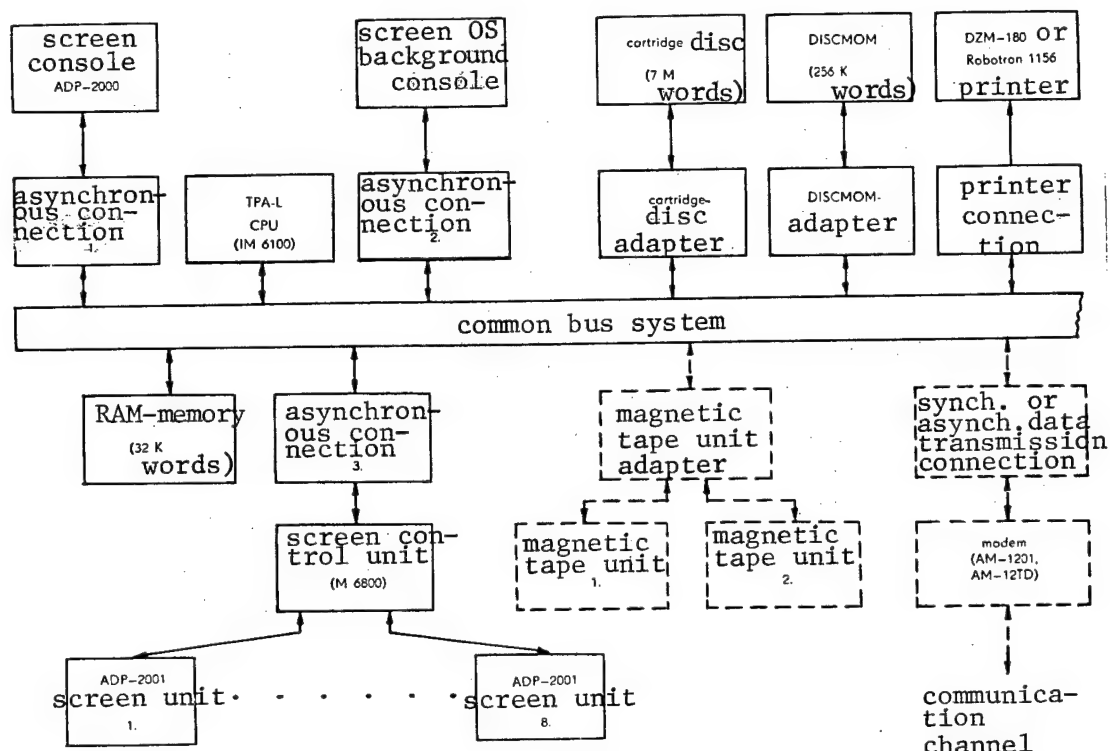 screen
console
ADP-2000
screen OS
background
console
cartridge disc
(7 M
words)
DISCMOM
(256 K
words)
DZM-180 or
Robotron 1156
printer
asynchron-
ous con-
nection
1.
TPA-L
CPU
(IM 6100)
asynchron-
ous con-
nection
2.
cartridge-
disc
adapter
DISCMOM-
adapter
printer
connec-
tion
common bus system
RAM-memory
(32 K
words)
asynchron-
ous con-
nection
3.
magnetic
tape unit
adapter
synch. or
asynch.data
transmission
connection
screen con-
trol unit
(M 6800)
magnetic
tape unit
1.
magnetic
tape unit
2.
modem
(AM-1201,
AM-12TD)
ADP-2001
screen unit
1.
ADP-2001
screen unit
8.
communica-
tion
channel